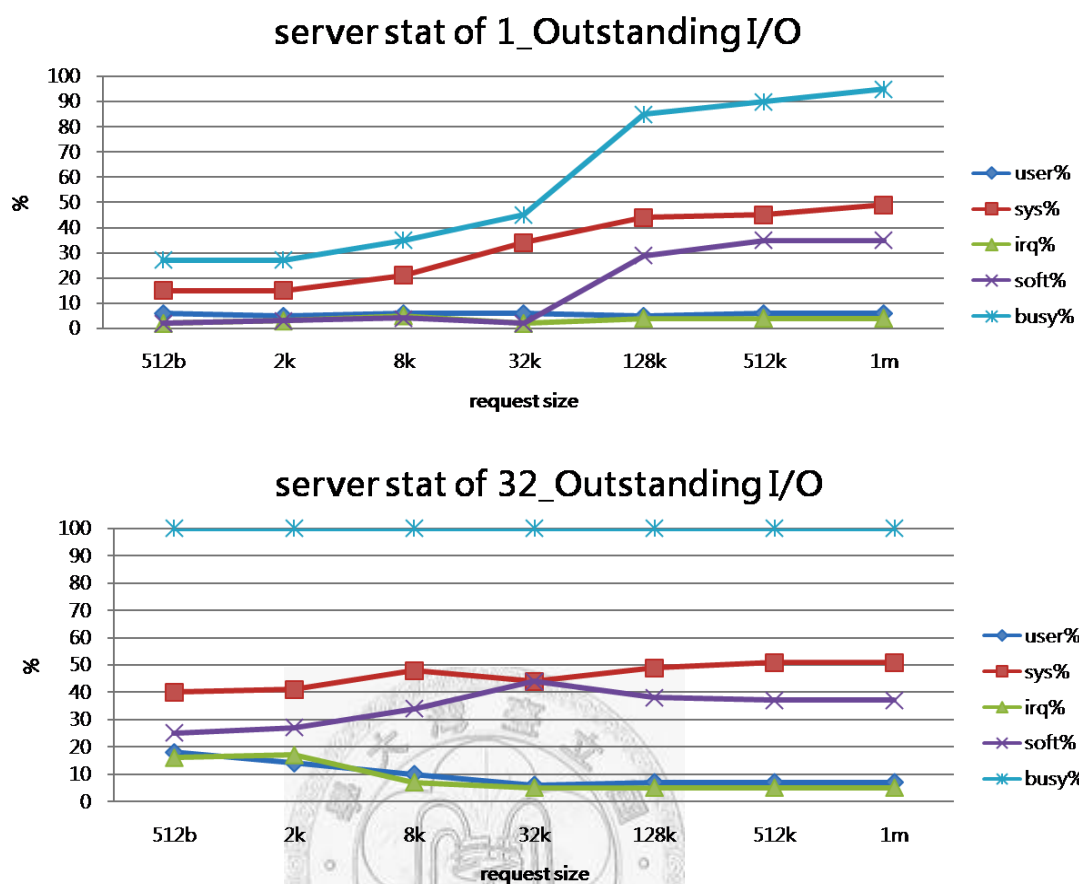 server stat of 1_Outstanding I/O
100
90
80
70
60
50
40
30
20
10
0
%
512b 2k 8k 32k 128k 512k 1m
request size
user%
sys%
irq%
soft%
busy%
server stat of 32_Outstanding I/O
100
90
80
70
60
50
40
30
20
10
0
%
512b 2k 8k 32k 128k 512k 1m
request size
user%
sys%
irq%
soft%
busy%